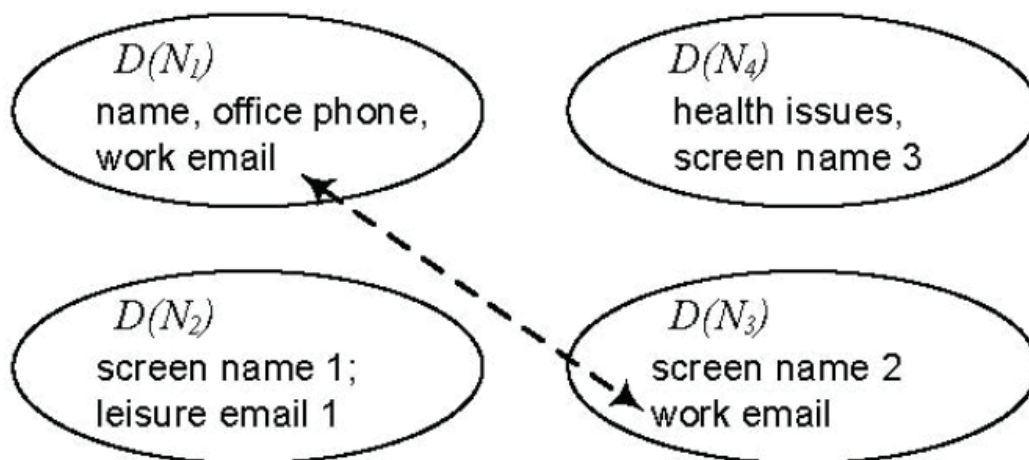 D(N₁)
name, office phone,
work email
D(N₄)
health issues,
screen name 3
D(N₂)
screen name 1;
leisure email 1
D(N₃)
screen name 2
work email